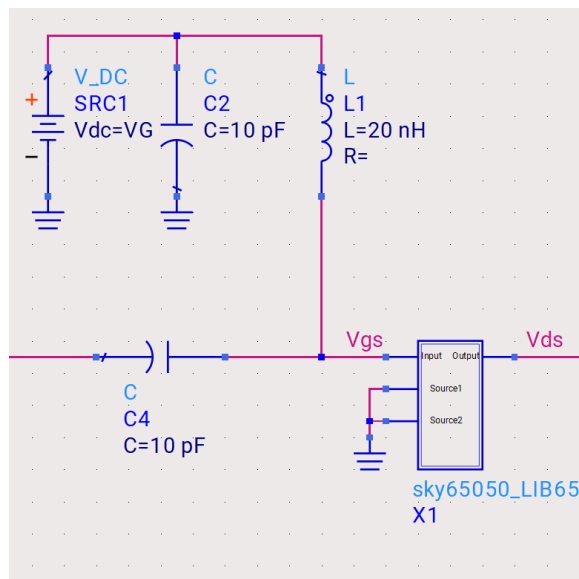 V_DC
SRC1
Vdc=VG
+
−
C
C2
C=10 pF
L
L1
L=20 nH
R=
C
C4
C=10 pF
Vgs
Vds
Input
Output
Source1
Source2
sky65050_LIB65
X1